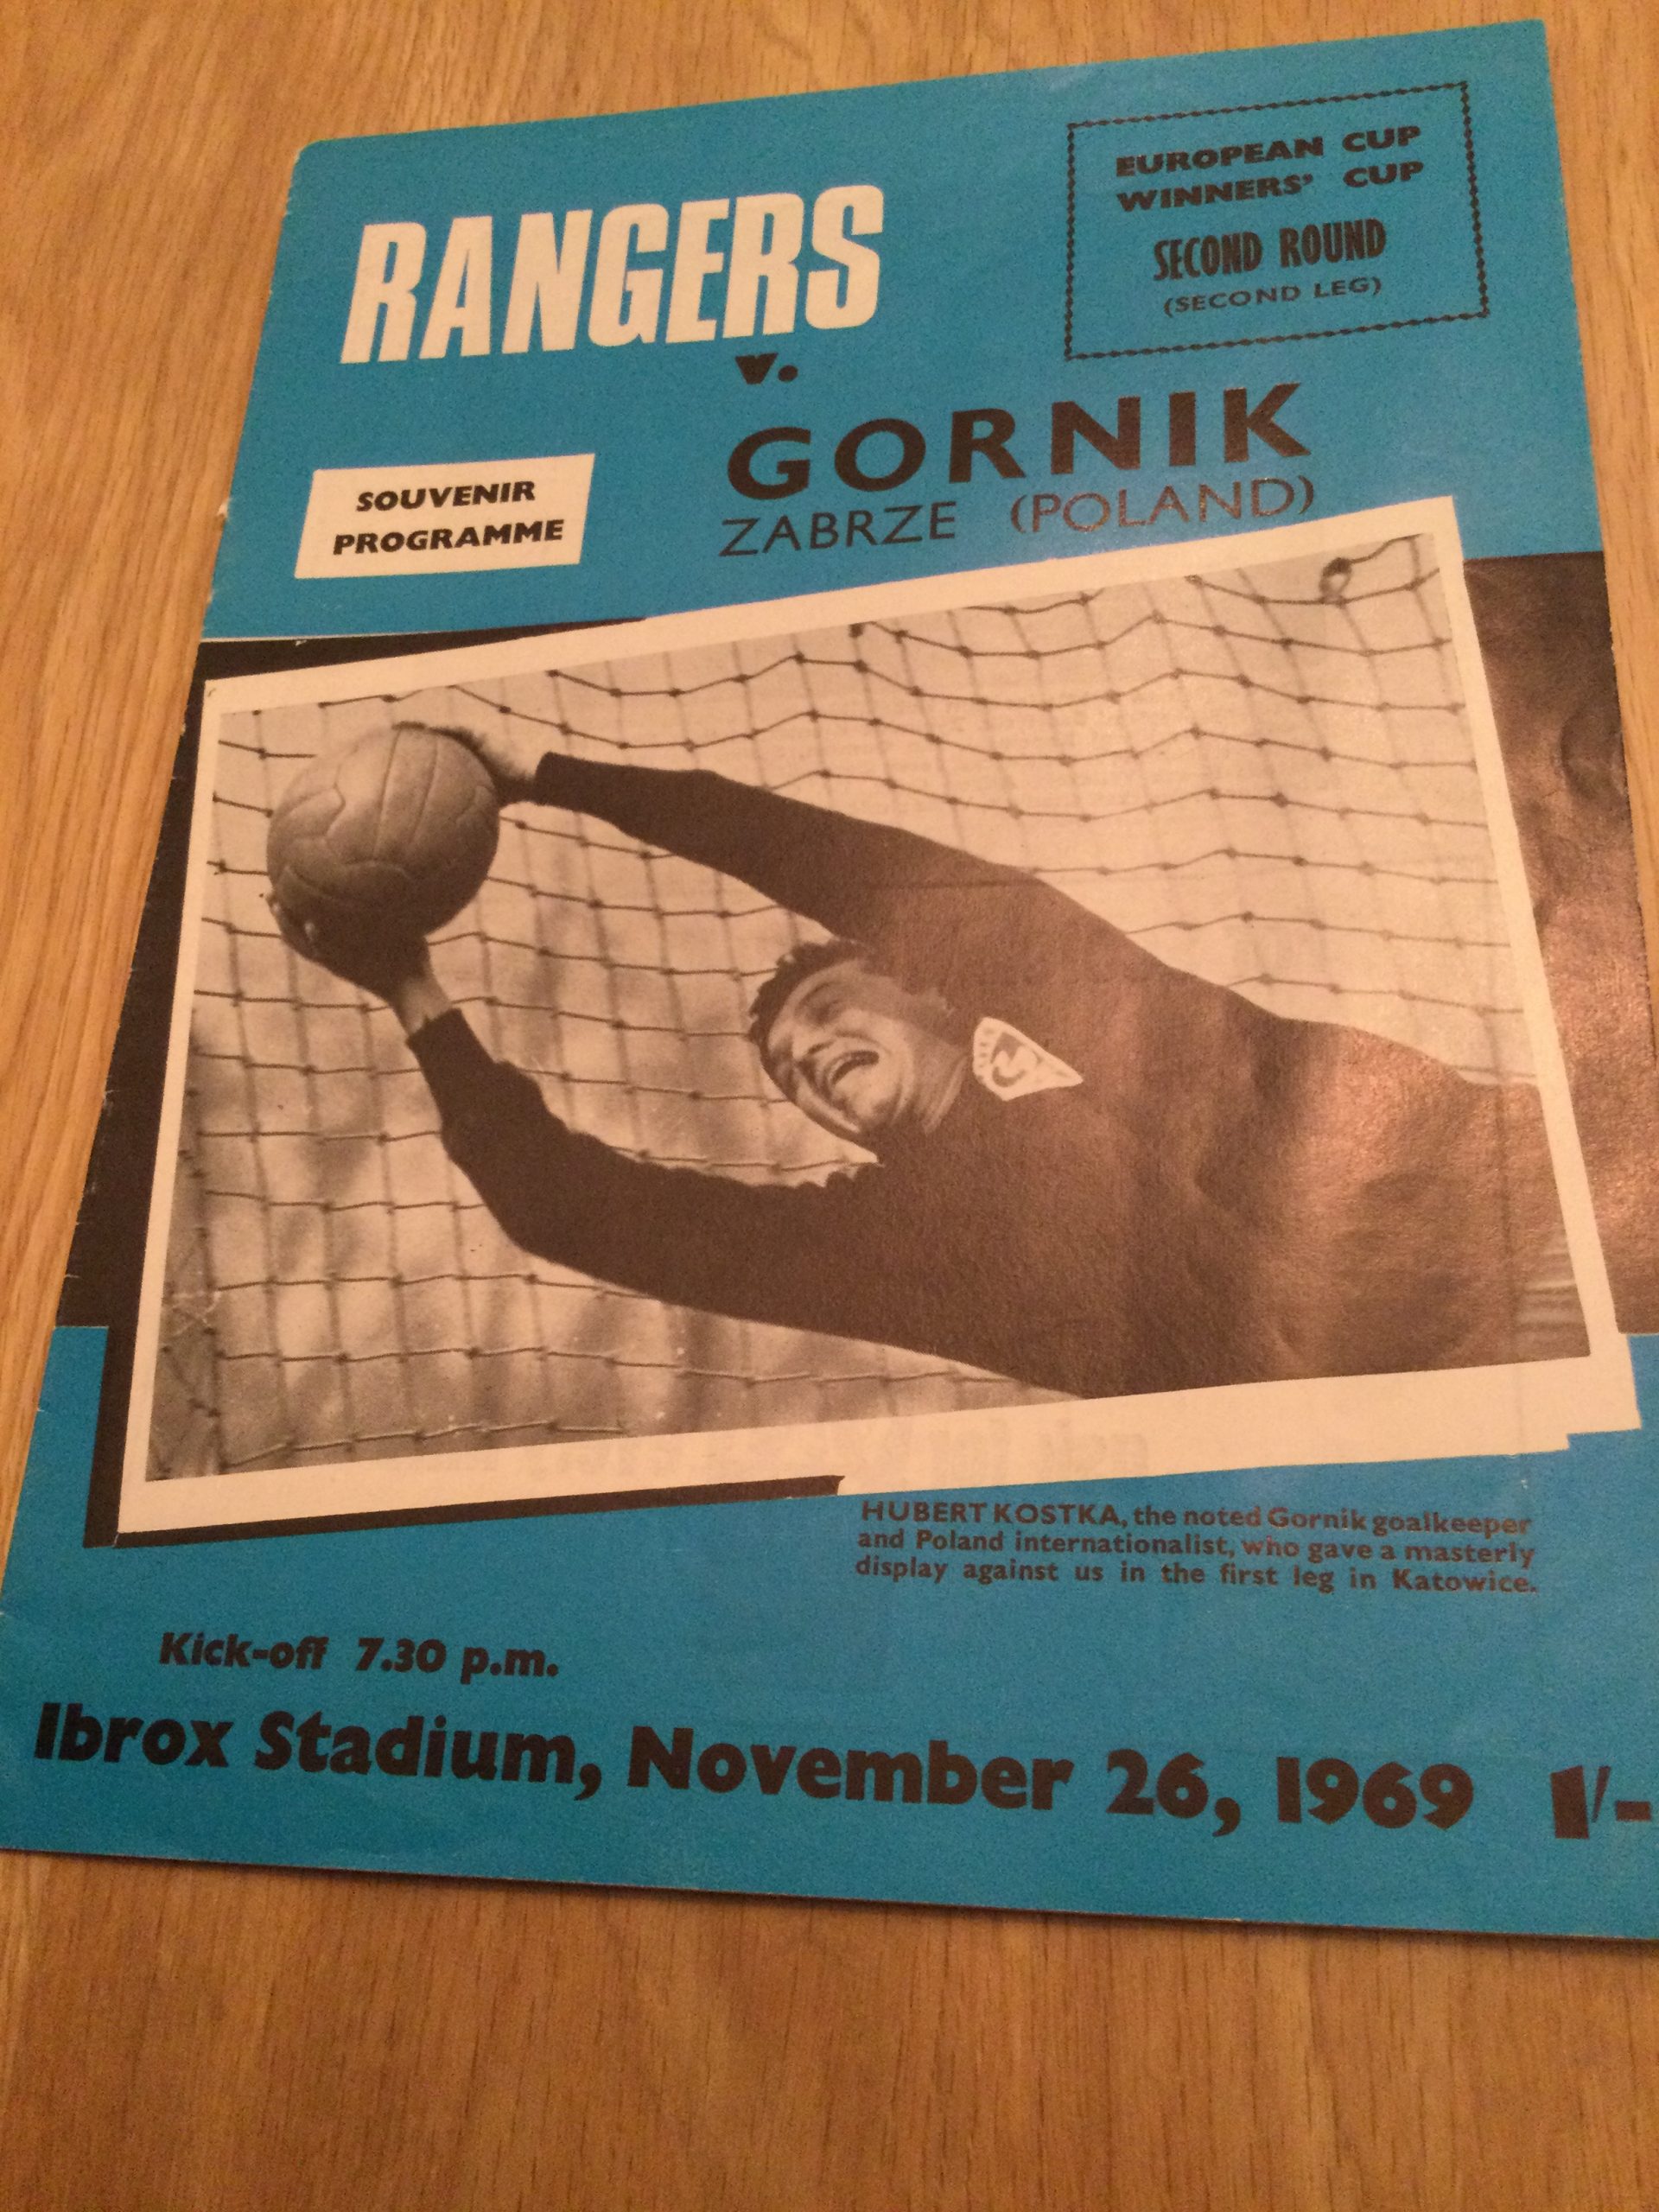 RANGERS
v.
GORNIK
ZABRZE (POLAND)
EUROPEAN CUP
WINNERS' CUP
SECOND ROUND
(SECOND LEG)
SOUVENIR
PROGRAMME
HUBERT KOSTKA, the noted Gornik goalkeeper
and Poland internationalist, who gave a masterly
display against us in the first leg in Katowice.
Kick-off 7.30 p.m.
Ibrox Stadium, November 26, 1969 1/-